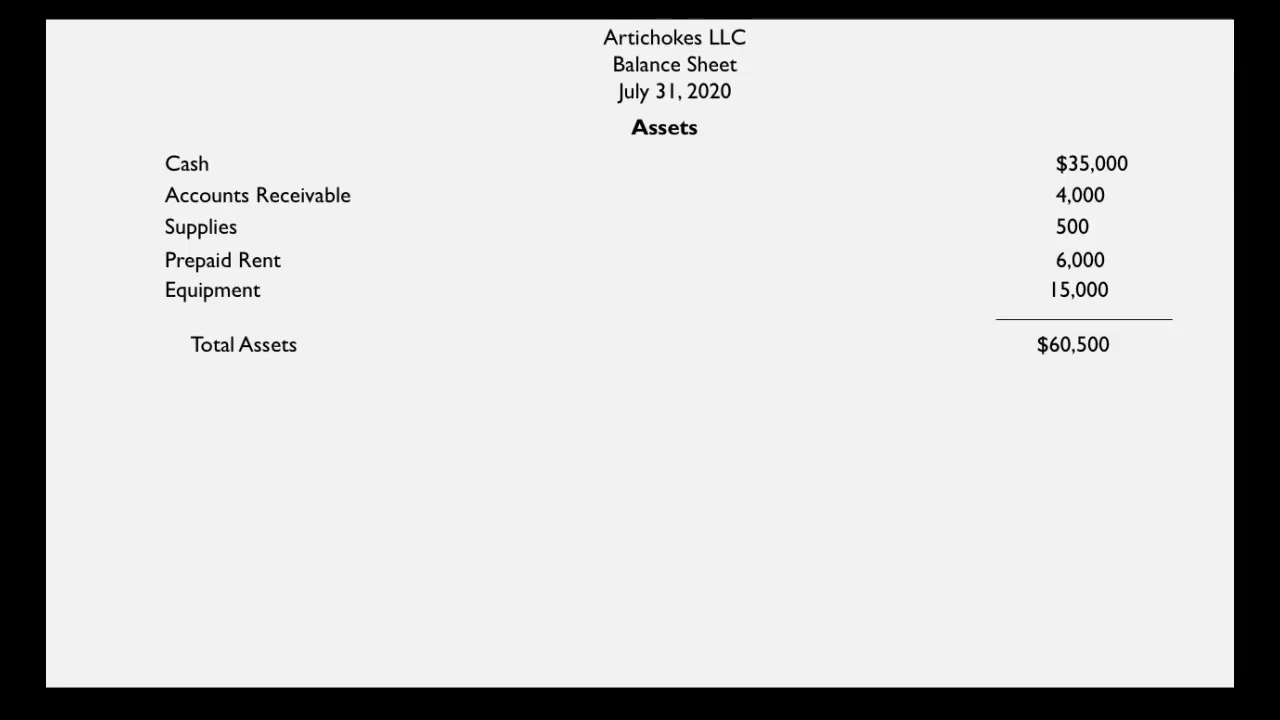 Artichokes LLC
Balance Sheet
July 31, 2020
Assets
Cash $35,000
Accounts Receivable 4,000
Supplies 500
Prepaid Rent 6,000
Equipment 15,000
Total Assets $60,500